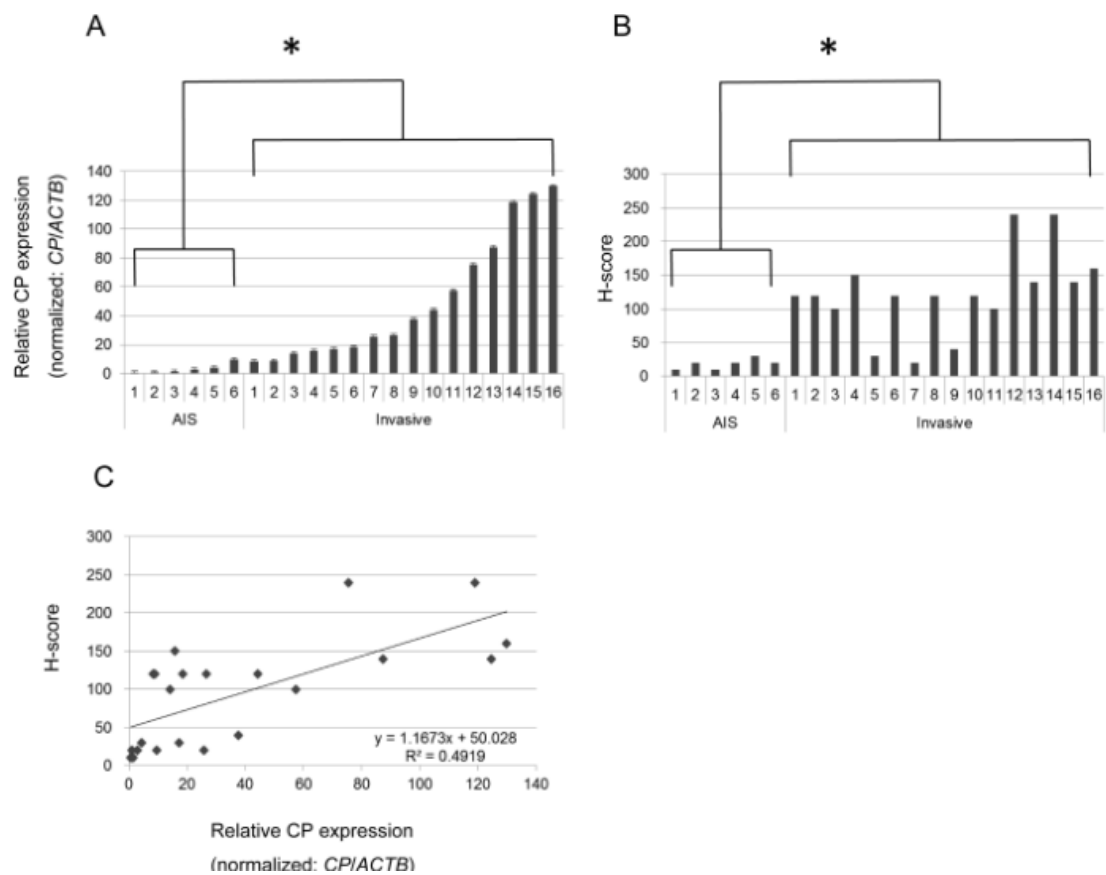 A
*
Relative CP expression
(normalized: CP/ACTB)
140
120
100
80
60
40
20
0
1 2 3 4 5 6 1 2 3 4 5 6 7 8 9 10 11 12 13 14 15 16
AIS Invasive
B
*
H-score
300
250
200
150
100
50
0
1 2 3 4 5 6 1 2 3 4 5 6 7 8 9 10 11 12 13 14 15 16
AIS Invasive
C
H-score
300
250
200
150
100
50
0
y = 1.1673x + 50.028
R² = 0.4919
0 20 40 60 80 100 120 140
Relative CP expression
(normalized: CP/ACTB)